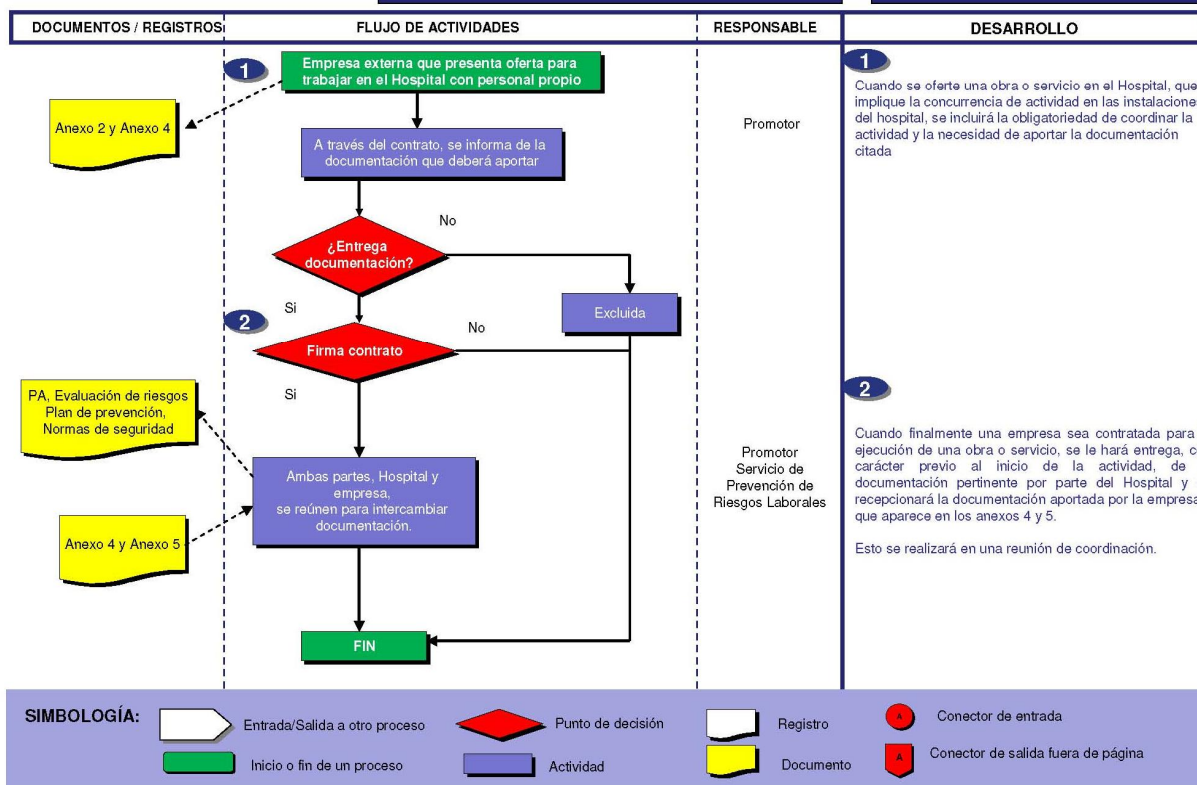 DOCUMENTOS / REGISTROS
FLUJO DE ACTIVIDADES
RESPONSABLE
DESARROLLO
1
Empresa externa que presenta oferta para
trabajar en el Hospital con personal propio
Anexo 2 y Anexo 4
A través del contrato, se informa de la
documentación que deberá aportar
Promotor
1
Cuando se oferte una obra o servicio en el Hospital, que
implique la concurrencia de actividad en las instalaciones
del hospital, se incluirá la obligatoriedad de coordinar la
actividad y la necesidad de aportar la documentación
citada
¿Entrega
documentación?
No
Si
Excluida
2
Firma contrato
No
Si
PA, Evaluación de riesgos
Plan de prevención,
Normas de seguridad
Ambas partes, Hospital y
empresa,
se reúnen para intercambiar
documentación.
Anexo 4 y Anexo 5
Promotor
Servicio de
Prevención de
Riesgos Laborales
2
Cuando finalmente una empresa sea contratada para
ejecución de una obra o servicio, se le hará entrega,
carácter previo al inicio de la actividad, de
documentación pertinente por parte del Hospital y
recepcionará la documentación aportada por la empresa
que aparece en los anexos 4 y 5.
Esto se realizará en una reunión de coordinación.
FIN
SIMBOLOGÍA:
Entrada/Salida a otro proceso
Punto de decisión
Registro
A
Conector de entrada
Inicio o fin de un proceso
Actividad
Documento
A
Conector de salida fuera de página